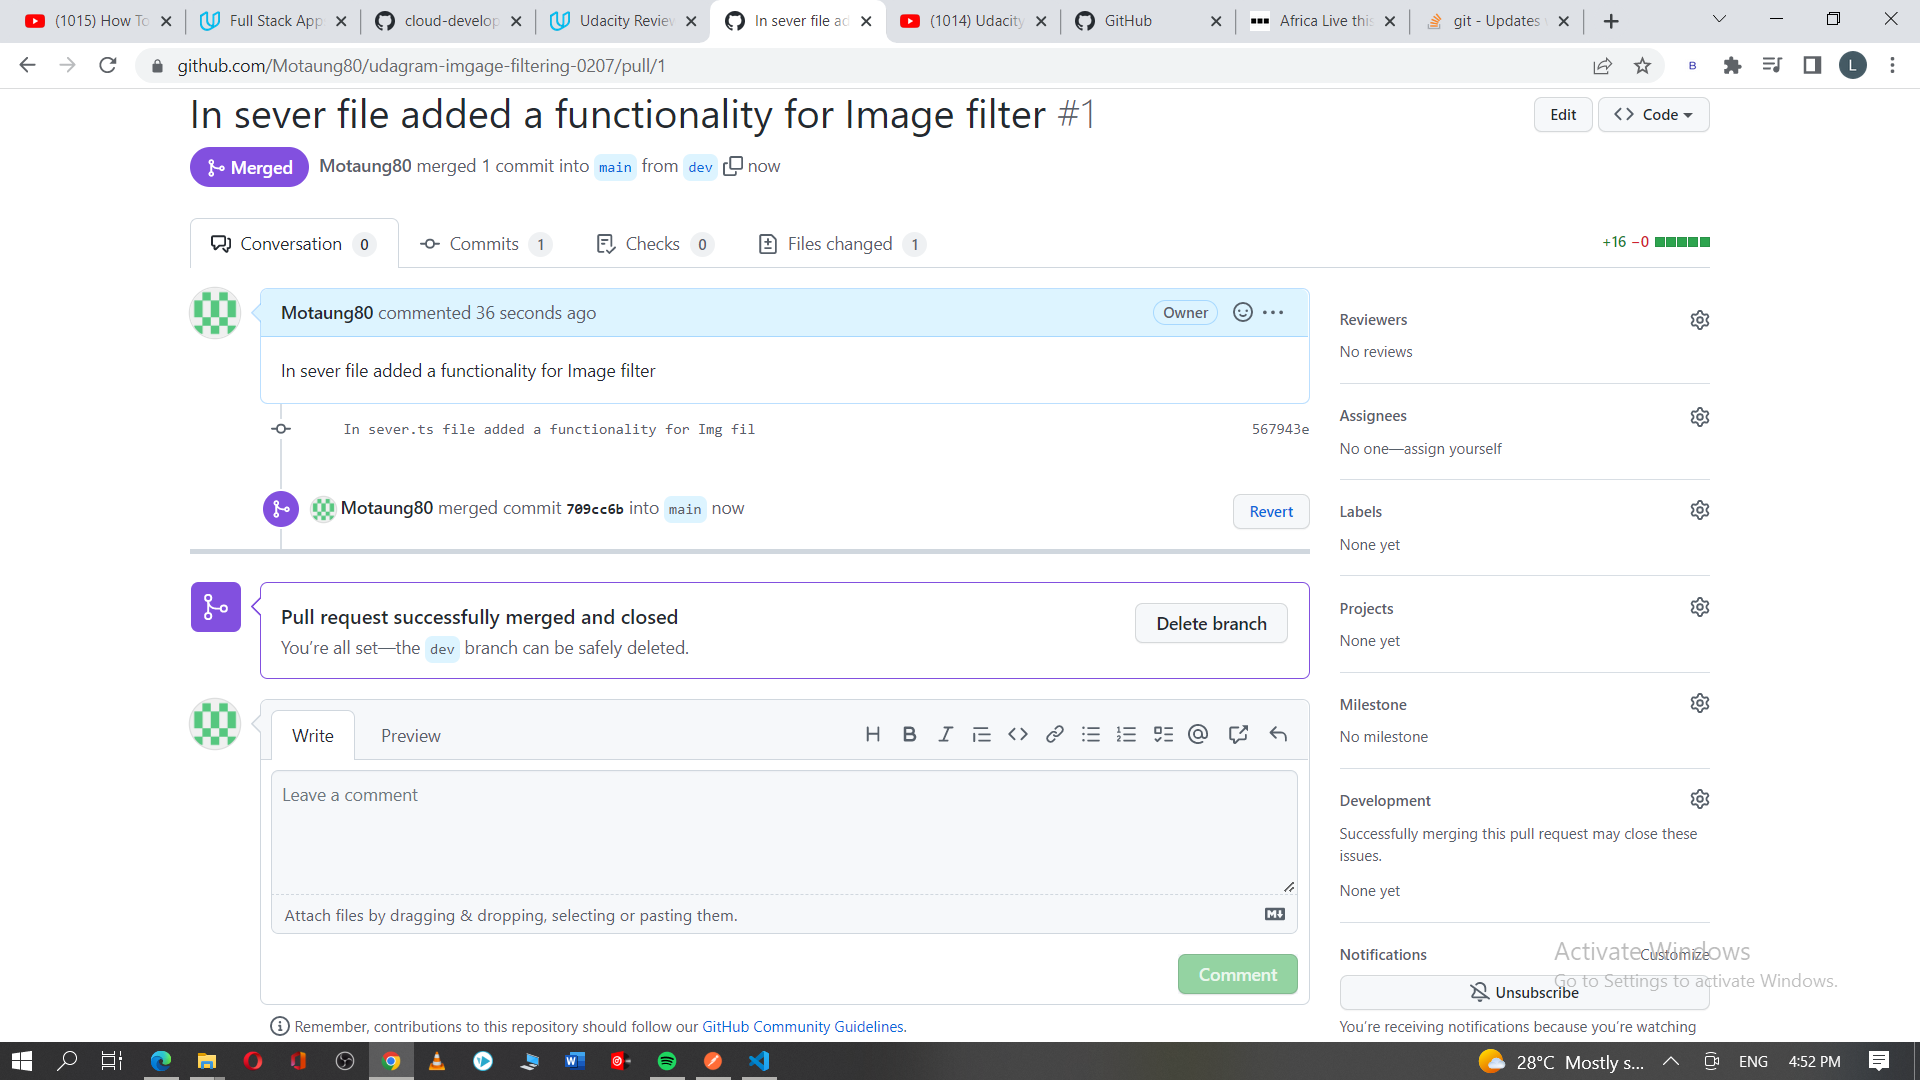 (1015) How To
Full Stack App
cloud-develop
Udacity Review
In sever file ad
(1014) Udacity
GitHub
Africa Live this
git - Updates
github.com/Motaung80/udagram-imgage-filtering-0207/pull/1
B
L
In sever file added a functionality for Image filter #1
Edit
Code
Merged
Motaung80 merged 1 commit into main from dev now
Conversation 0
Commits 1
Checks 0
Files changed 1
+16 −0
Motaung80 commented 36 seconds ago
Owner
In sever file added a functionality for Image filter
In sever.ts file added a functionality for Img fil
567943e
Motaung80 merged commit 709cc6b into main now
Revert
Pull request successfully merged and closed
You’re all set—the dev branch can be safely deleted.
Delete branch
Write
Preview
Leave a comment
Attach files by dragging & dropping, selecting or pasting them.
Comment
Remember, contributions to this repository should follow our GitHub Community Guidelines.
Reviewers
No reviews
Assignees
No one—assign yourself
Labels
None yet
Projects
None yet
Milestone
No milestone
Development
Successfully merging this pull request may close these
issues.
None yet
Notifications
Customize
Unsubscribe
You’re receiving notifications because you’re watching
Activate Windows
Go to Settings to activate Windows.
28°C Mostly s...
ENG
4:52 PM